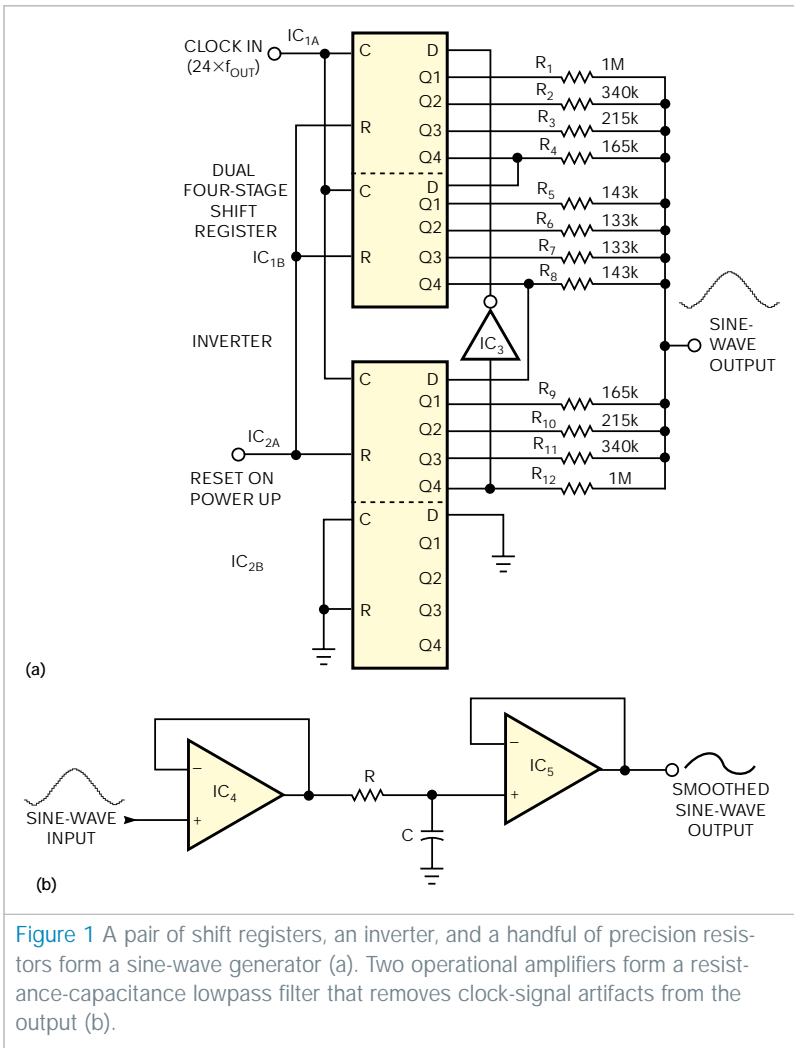 CLOCK IN
(24×fOUT)
IC1A
C
D
Q1
R1
1M
Q2
R2
340k
R
Q3
R3
215k
Q4
R4
165k
DUAL
FOUR-STAGE
SHIFT
REGISTER
C
D
Q1
R5
143k
Q2
R6
133k
IC1B
R
Q3
R7
133k
Q4
R8
143k
INVERTER
IC3
SINE-
WAVE
OUTPUT
C
D
Q1
R9
165k
Q2
R10
215k
IC2A
R
Q3
R11
340k
RESET ON
POWER UP
Q4
R12
1M
C
D
Q1
IC2B
Q2
R
Q3
Q4
(a)
SINE-WAVE
INPUT
−
IC4
+
R
C
−
IC5
+
SMOOTHED
SINE-WAVE
OUTPUT
(b)
Figure 1 A pair of shift registers, an inverter, and a handful of precision resis-
tors form a sine-wave generator (a). Two operational amplifiers form a resist-
ance-capacitance lowpass filter that removes clock-signal artifacts from the
output (b).